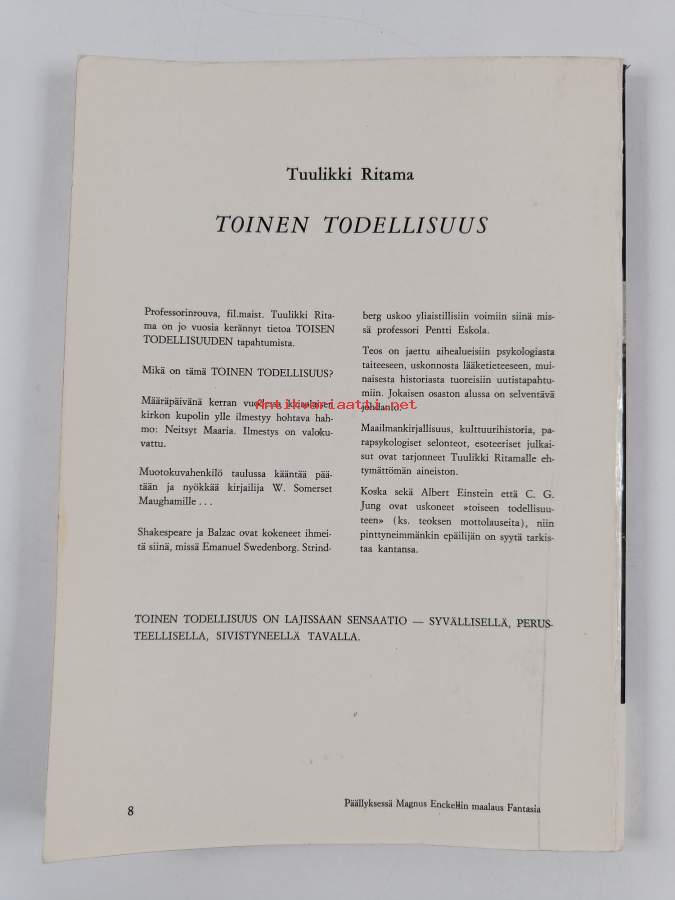 Tuulikki Ritama
TOINEN TODELLISUUS
Professorinrouva, fil.maist. Tuulikki Rita-
ma on jo vuosia kerännyt tietoa TOISEN
TODELLISUUDEN tapahtumista.
Mikä on tämä TOINEN TODELLISUUS?
Määräpäivänä kerran vuodessa
kirkon kupolin ylle ilmestyy hohtava hah-
mo: Neitsyt Maaria. Ilmestys on valoku-
vattu.
Muotokuvahenkilö taulussa kääntää pää-
tään ja nyökkää kirjailija W. Somerset
Maughamille . . .
Shakespeare ja Balzac ovat kokeneet ihmei-
tä siinä, missä Emanuel Swedenborg. Strind-
berg uskoo yliaistillisiin voimiin siinä mis-
sä professori Pentti Eskola.
Teos on jaettu aihealueisiin psykologiasta
taiteeseen, uskonnosta lääketieteeseen, mui-
naisesta historiasta tuoreisiin uutistapahtu-
miin. Jokaisen osaston alussa on selventävä
johdanto.
Maailmankirjallisuus, kulttuurihistoria, pa-
rapsykologiset selonteot, esoteeriset julkai-
sut ovat tarjonneet Tuulikki Ritamalle eh-
tymättömän aineiston.
Koska sekä Albert Einstein että C. G.
Jung ovat uskoneet »toiseen todellisuu-
teen» (ks. teoksen mottolauseita), niin
pinttyneimmänkin epäilijän on syytä tarkis-
taa kantansa.
TOINEN TODELLISUUS ON LAJISSAAN SENSAATIO — SYVÄLLISELLÄ, PERUS-
TEELLISELLA, SIVISTYNEELLÄ TAVALLA.
8
Päällyksessä Magnus Enckellin maalaus Fantasia
Antikvariaatti.net